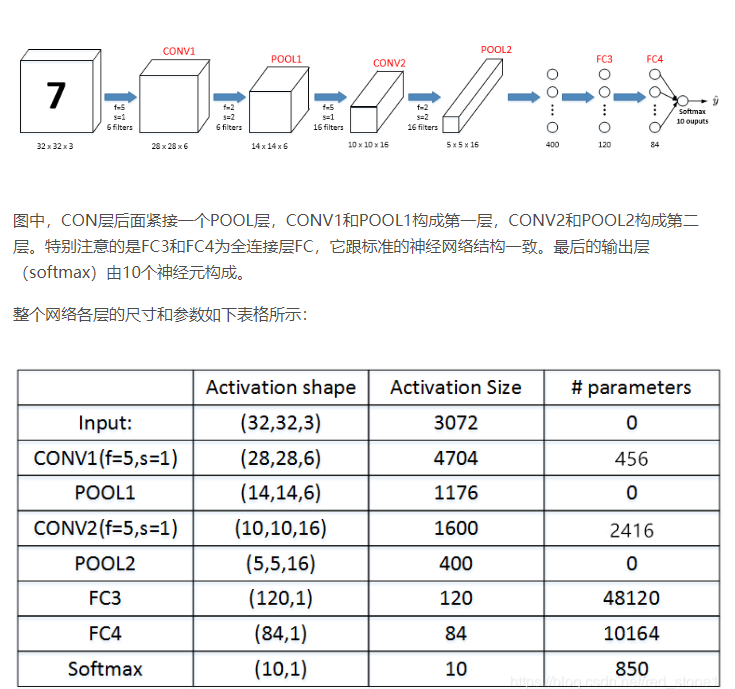 CONV1
POOL1
CONV2
POOL2
FC3
FC4
7
f=5
s=1
6 filters
f=2
s=2
6 filters
f=5
s=1
16 filters
f=2
s=2
16 filters
ŷ
Softmax
10 ouputs
32 x 32 x 3
28 x 28 x 6
14 x 14 x 6
10 x 10 x 16
5 x 5 x 16
400
120
84
图中，CON层后面紧接一个POOL层，CONV1和POOL1构成第一层，CONV2和POOL2构成第二
层。特别注意的是FC3和FC4为全连接层FC，它跟标准的神经网络结构一致。最后的输出层
（softmax）由10个神经元构成。
整个网络各层的尺寸和参数如下表格所示：
Activation shape Activation Size # parameters
Input: (32,32,3) 3072 0
CONV1(f=5,s=1) (28,28,6) 4704 456
POOL1 (14,14,6) 1176 0
CONV2(f=5,s=1) (10,10,16) 1600 2416
POOL2 (5,5,16) 400 0
FC3 (120,1) 120 48120
FC4 (84,1) 84 10164
Softmax (10,1) 10 850